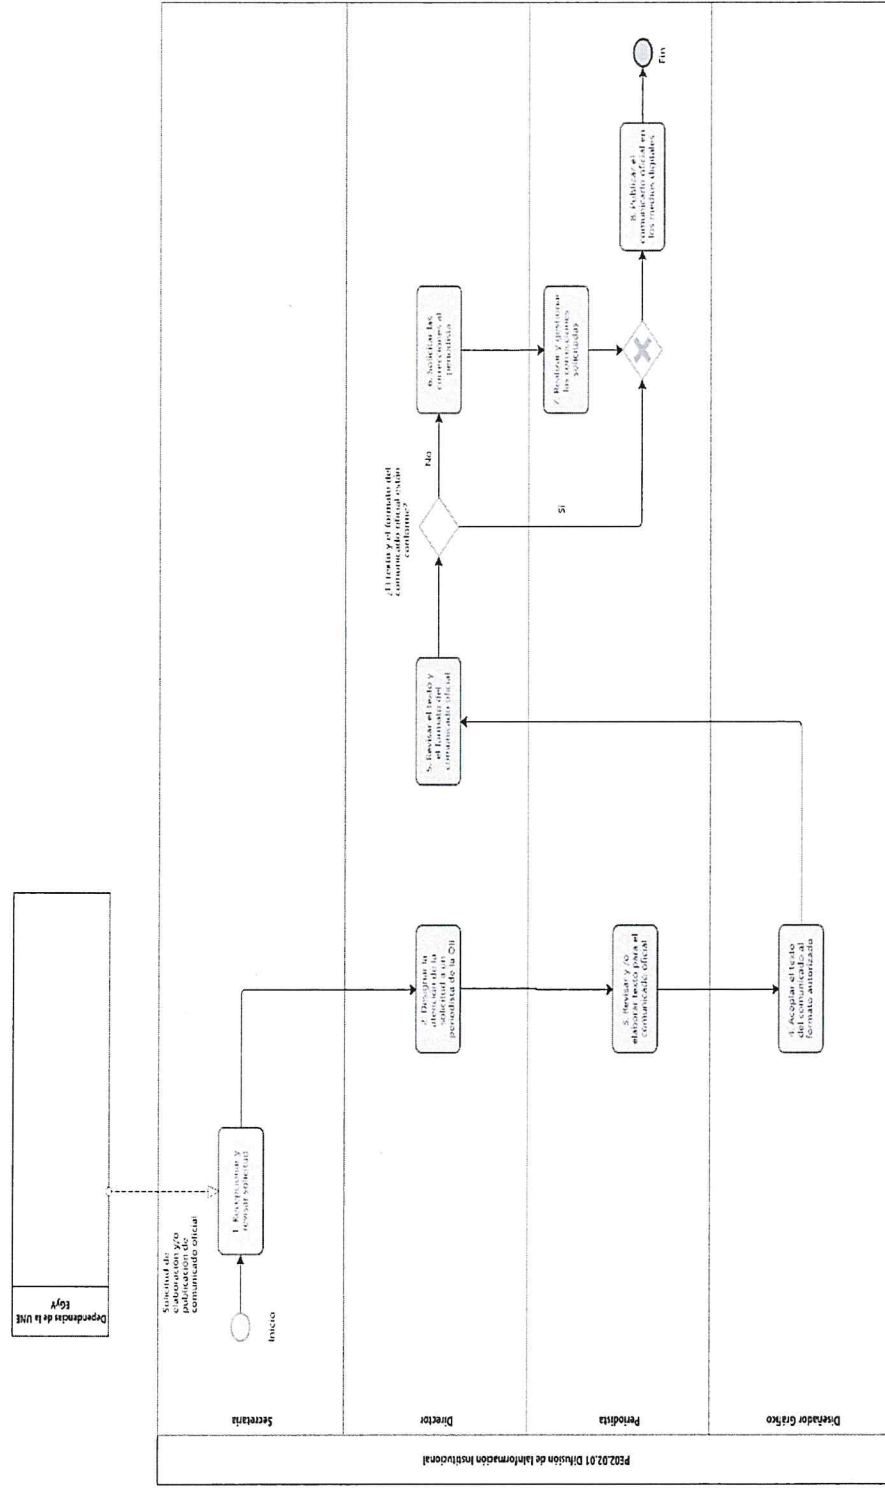 Dependencias de la UNE
EGyV
PE02.02.01 Difusión de laInformación Institucional
Secretaria
Director
Periodista
Diseñador Gráfico
Inicio
Solicitud de
elaboración y/o
publicación de
comunicado oficial
1. Recepcionar y
revisar solicitud
2. Designar la
atención de la
solicitud a un
periodista de la OII
3. Revisar y/o
elaborar texto para el
comunicado oficial
4. Acoplar el texto
del comunicado al
formato autorizado
5. Revisar el texto y
el formato del
comunicado oficial
¿El texto y el formato del
comunicado oficial están
conforme?
No
Si
6. Solicitar las
correcciones al
periodista
7. Realizar y gestionar
las correcciones
solicitadas
8. Publicar el
comunicado oficial en
los medios digitales
Fin